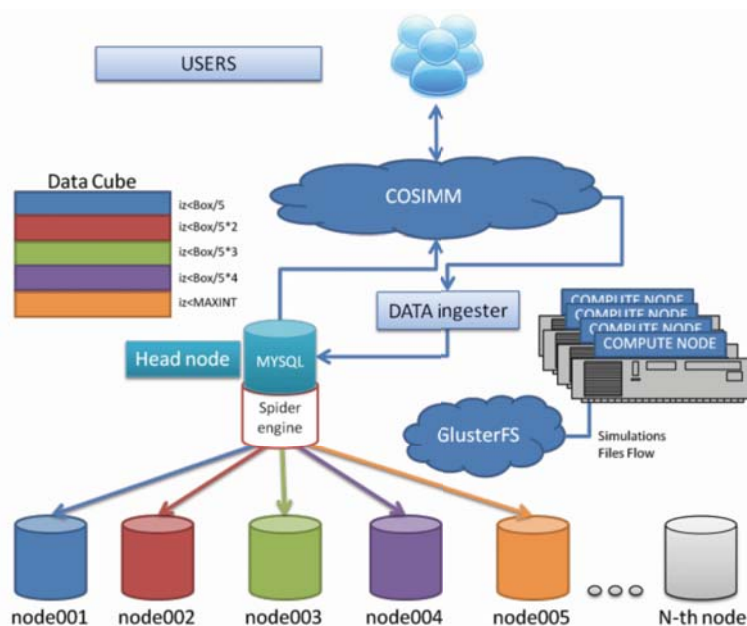 USERS
COSIMM
Data Cube
iz<Box/5
iz<Box/5*2
iz<Box/5*3
iz<Box/5*4
iz<MAXINT
DATA ingester
COMPUTE NODE
COMPUTE NODE
COMPUTE NODE
COMPUTE NODE
Head node
MYSQL
Spider
engine
GlusterFS
Simulations
Files Flow
node001
node002
node003
node004
node005
N-th node